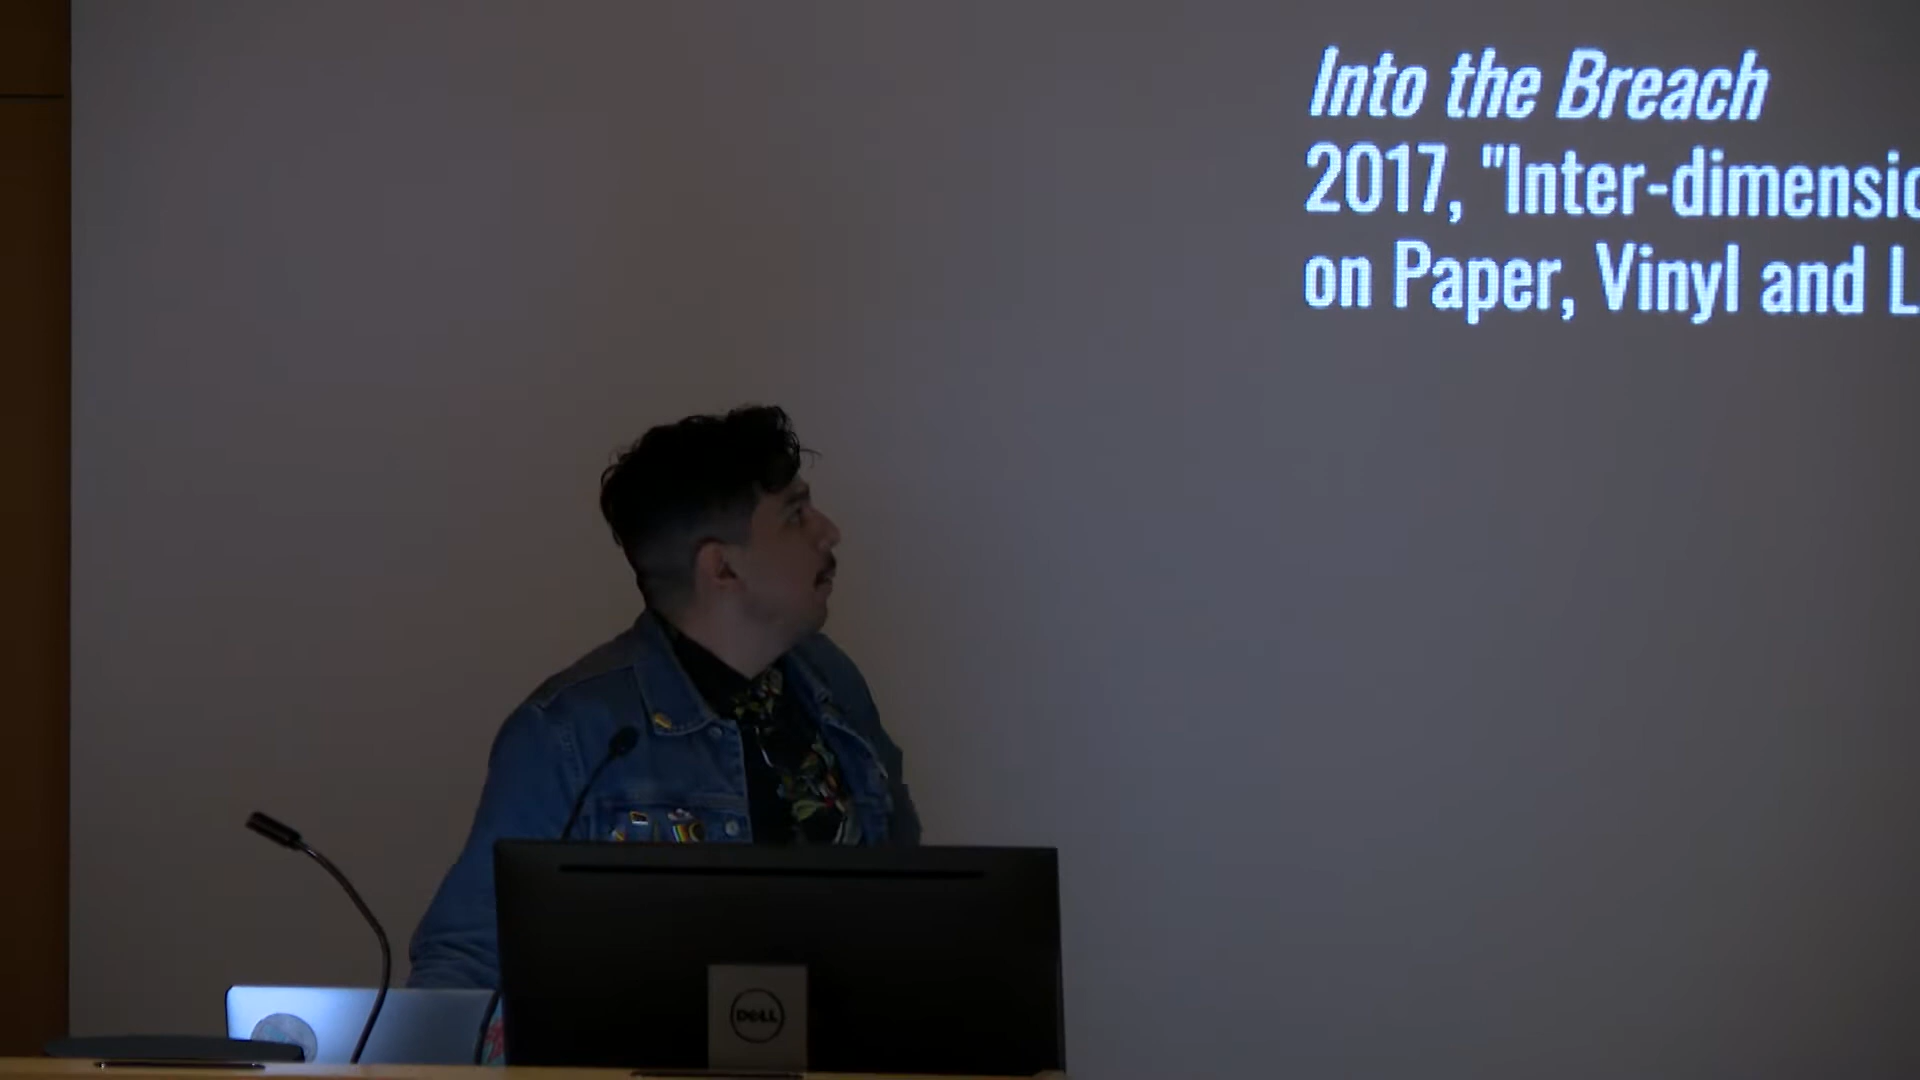 Into the Breach
2017, "Inter-dimensio
on Paper, Vinyl and L
DELL